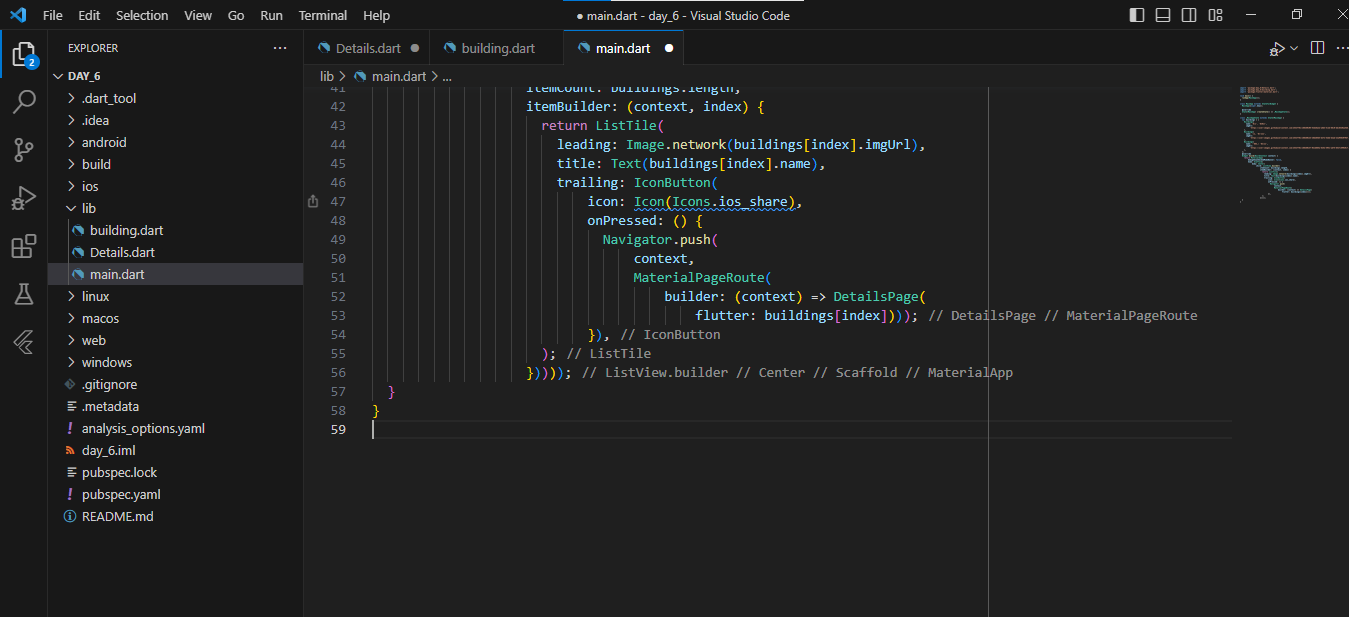 File Edit Selection View Go Run Terminal Help
● main.dart - day_6 - Visual Studio Code
2
EXPLORER
DAY_6
.dart_tool
.idea
android
build
ios
lib
building.dart
Details.dart
main.dart
linux
macos
web
windows
.gitignore
.metadata
analysis_options.yaml
day_6.iml
pubspec.lock
pubspec.yaml
README.md
Details.dart ● building.dart main.dart ●
lib > main.dart > ...
41 itemCount: buildings.length,
42 itemBuilder: (context, index) {
43 return ListTile(
44 leading: Image.network(buildings[index].imgUrl),
45 title: Text(buildings[index].name),
46 trailing: IconButton(
47 icon: Icon(Icons.ios_share),
48 onPressed: () {
49 Navigator.push(
50 context,
51 MaterialPageRoute(
52 builder: (context) => DetailsPage(
53 flutter: buildings[index]))); // DetailsPage // MaterialPageRoute
54 }), // IconButton
55 ); // ListTile
56 })))); // ListView.builder // Center // Scaffold // MaterialApp
57 }
58 }
59